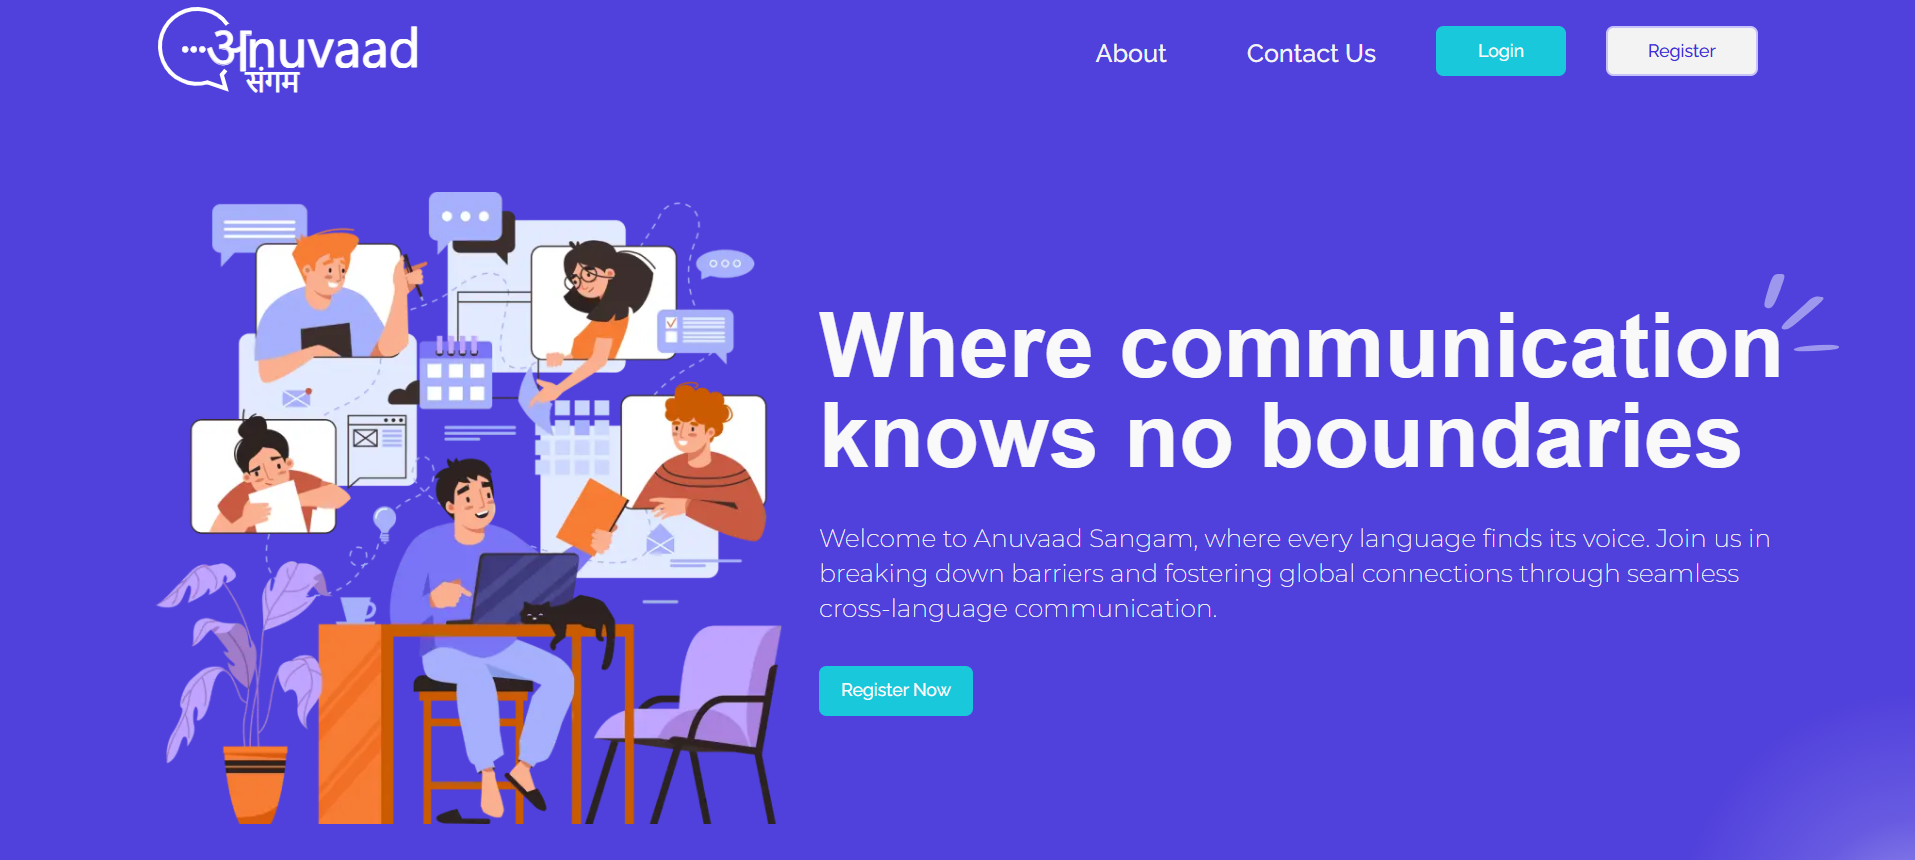 अnuvaad
संगम
About
Contact Us
Login
Register
Where communication
knows no boundaries
Welcome to Anuvaad Sangam, where every language finds its voice. Join us in
breaking down barriers and fostering global connections through seamless
cross-language communication.
Register Now